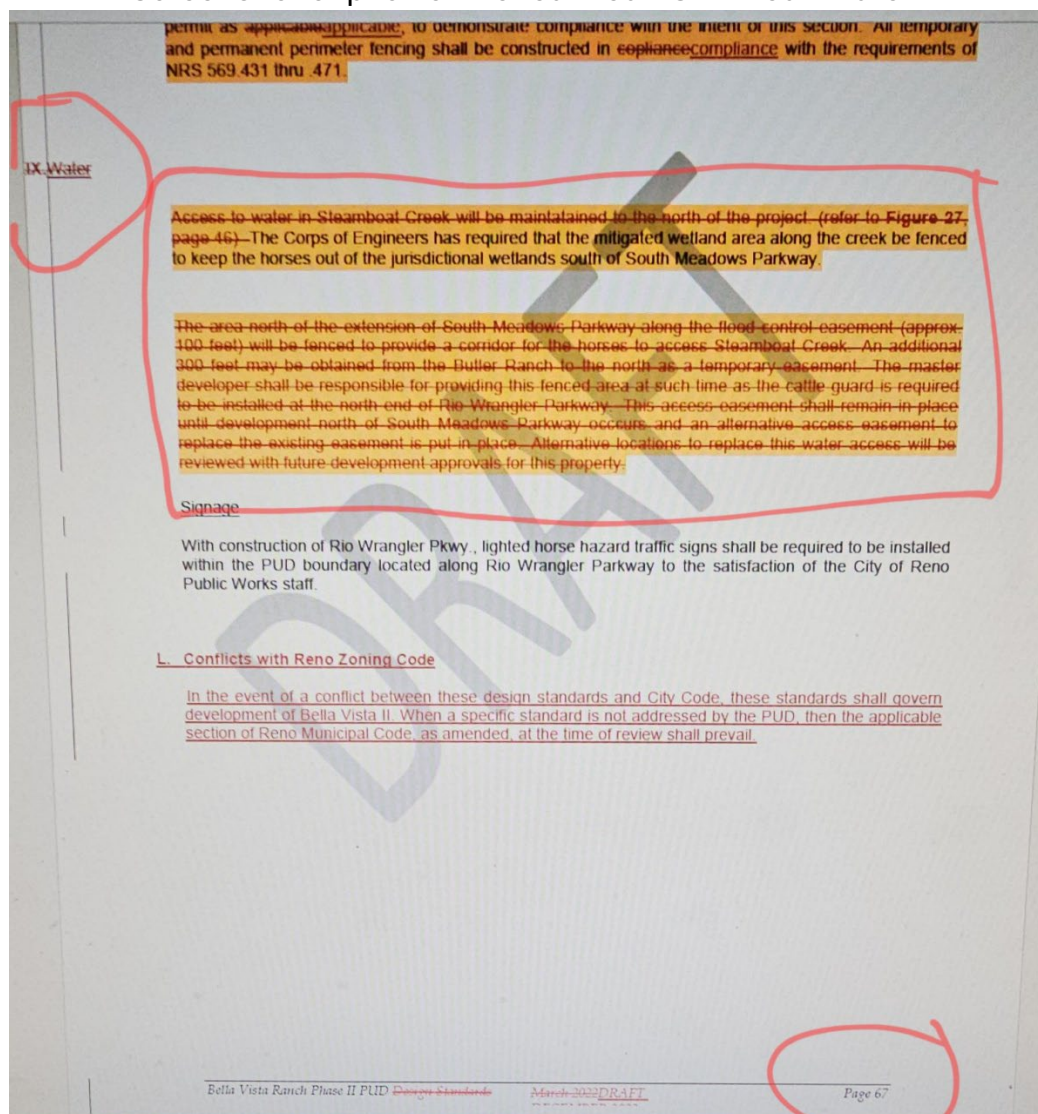 permit as applicableapplicable, to demonstrate compliance with the intent of this section. All temporary
and permanent perimeter fencing shall be constructed in copliancecompliance with the requirements of
NRS 569.431 thru .471.
IX.Water
Access to water in Steamboat Creek will be maintatained to the north of the project. (refer to Figure 27,
page 46) The Corps of Engineers has required that the mitigated wetland area along the creek be fenced
to keep the horses out of the jurisdictional wetlands south of South Meadows Parkway.
The area north of the extension of South Meadows Parkway along the flood control easement (approx-
100 feet) will be fenced to provide a corridor for the horses to access Steamboat Creek. An additional
300 feet may be obtained from the Butler Ranch to the north as a temporary easement. The master
developer shall be responsible for providing this fenced area at such time as the cattle guard is required
to be installed at the north end of Rio Wrangler Parkway. This access easement shall remain in place
until development north of South Meadows Parkway occcurs and an alternative access easement to
replace the existing easement is put in place. Alternative locations to replace this water access will be
reviewed with future development approvals for this property.
Signage
With construction of Rio Wrangler Pkwy., lighted horse hazard traffic signs shall be required to be installed
within the PUD boundary located along Rio Wrangler Parkway to the satisfaction of the City of Reno
Public Works staff.
L. Conflicts with Reno Zoning Code
In the event of a conflict between these design standards and City Code, these standards shall govern
development of Bella Vista II. When a specific standard is not addressed by the PUD, then the applicable
section of Reno Municipal Code, as amended, at the time of review shall prevail.
DRAFT
Bella Vista Ranch Phase II PUD Design Standards March 2022DRAFT Page 67